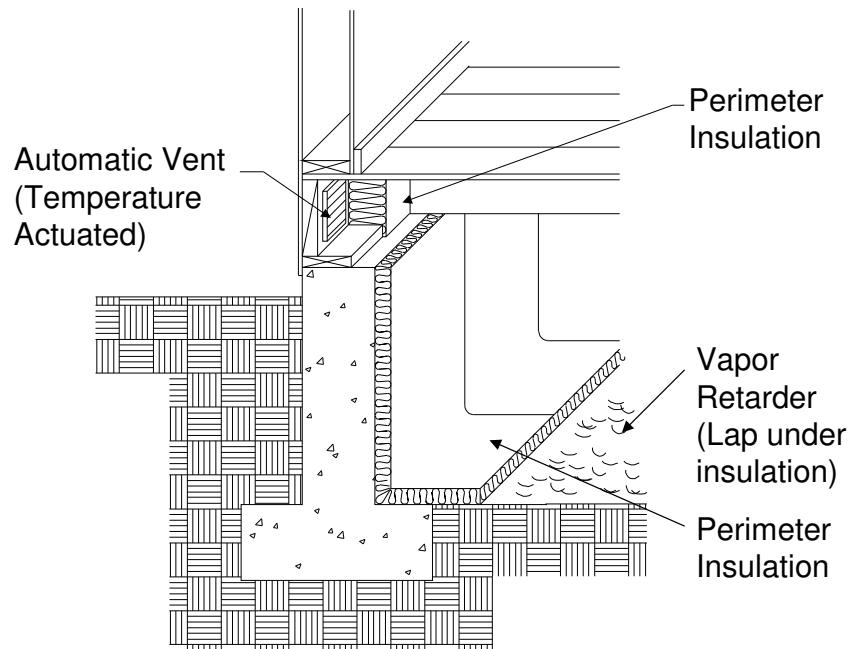 Perimeter
Insulation
Automatic Vent
(Temperature
Actuated)
Vapor
Retarder
(Lap under
insulation)
Perimeter
Insulation